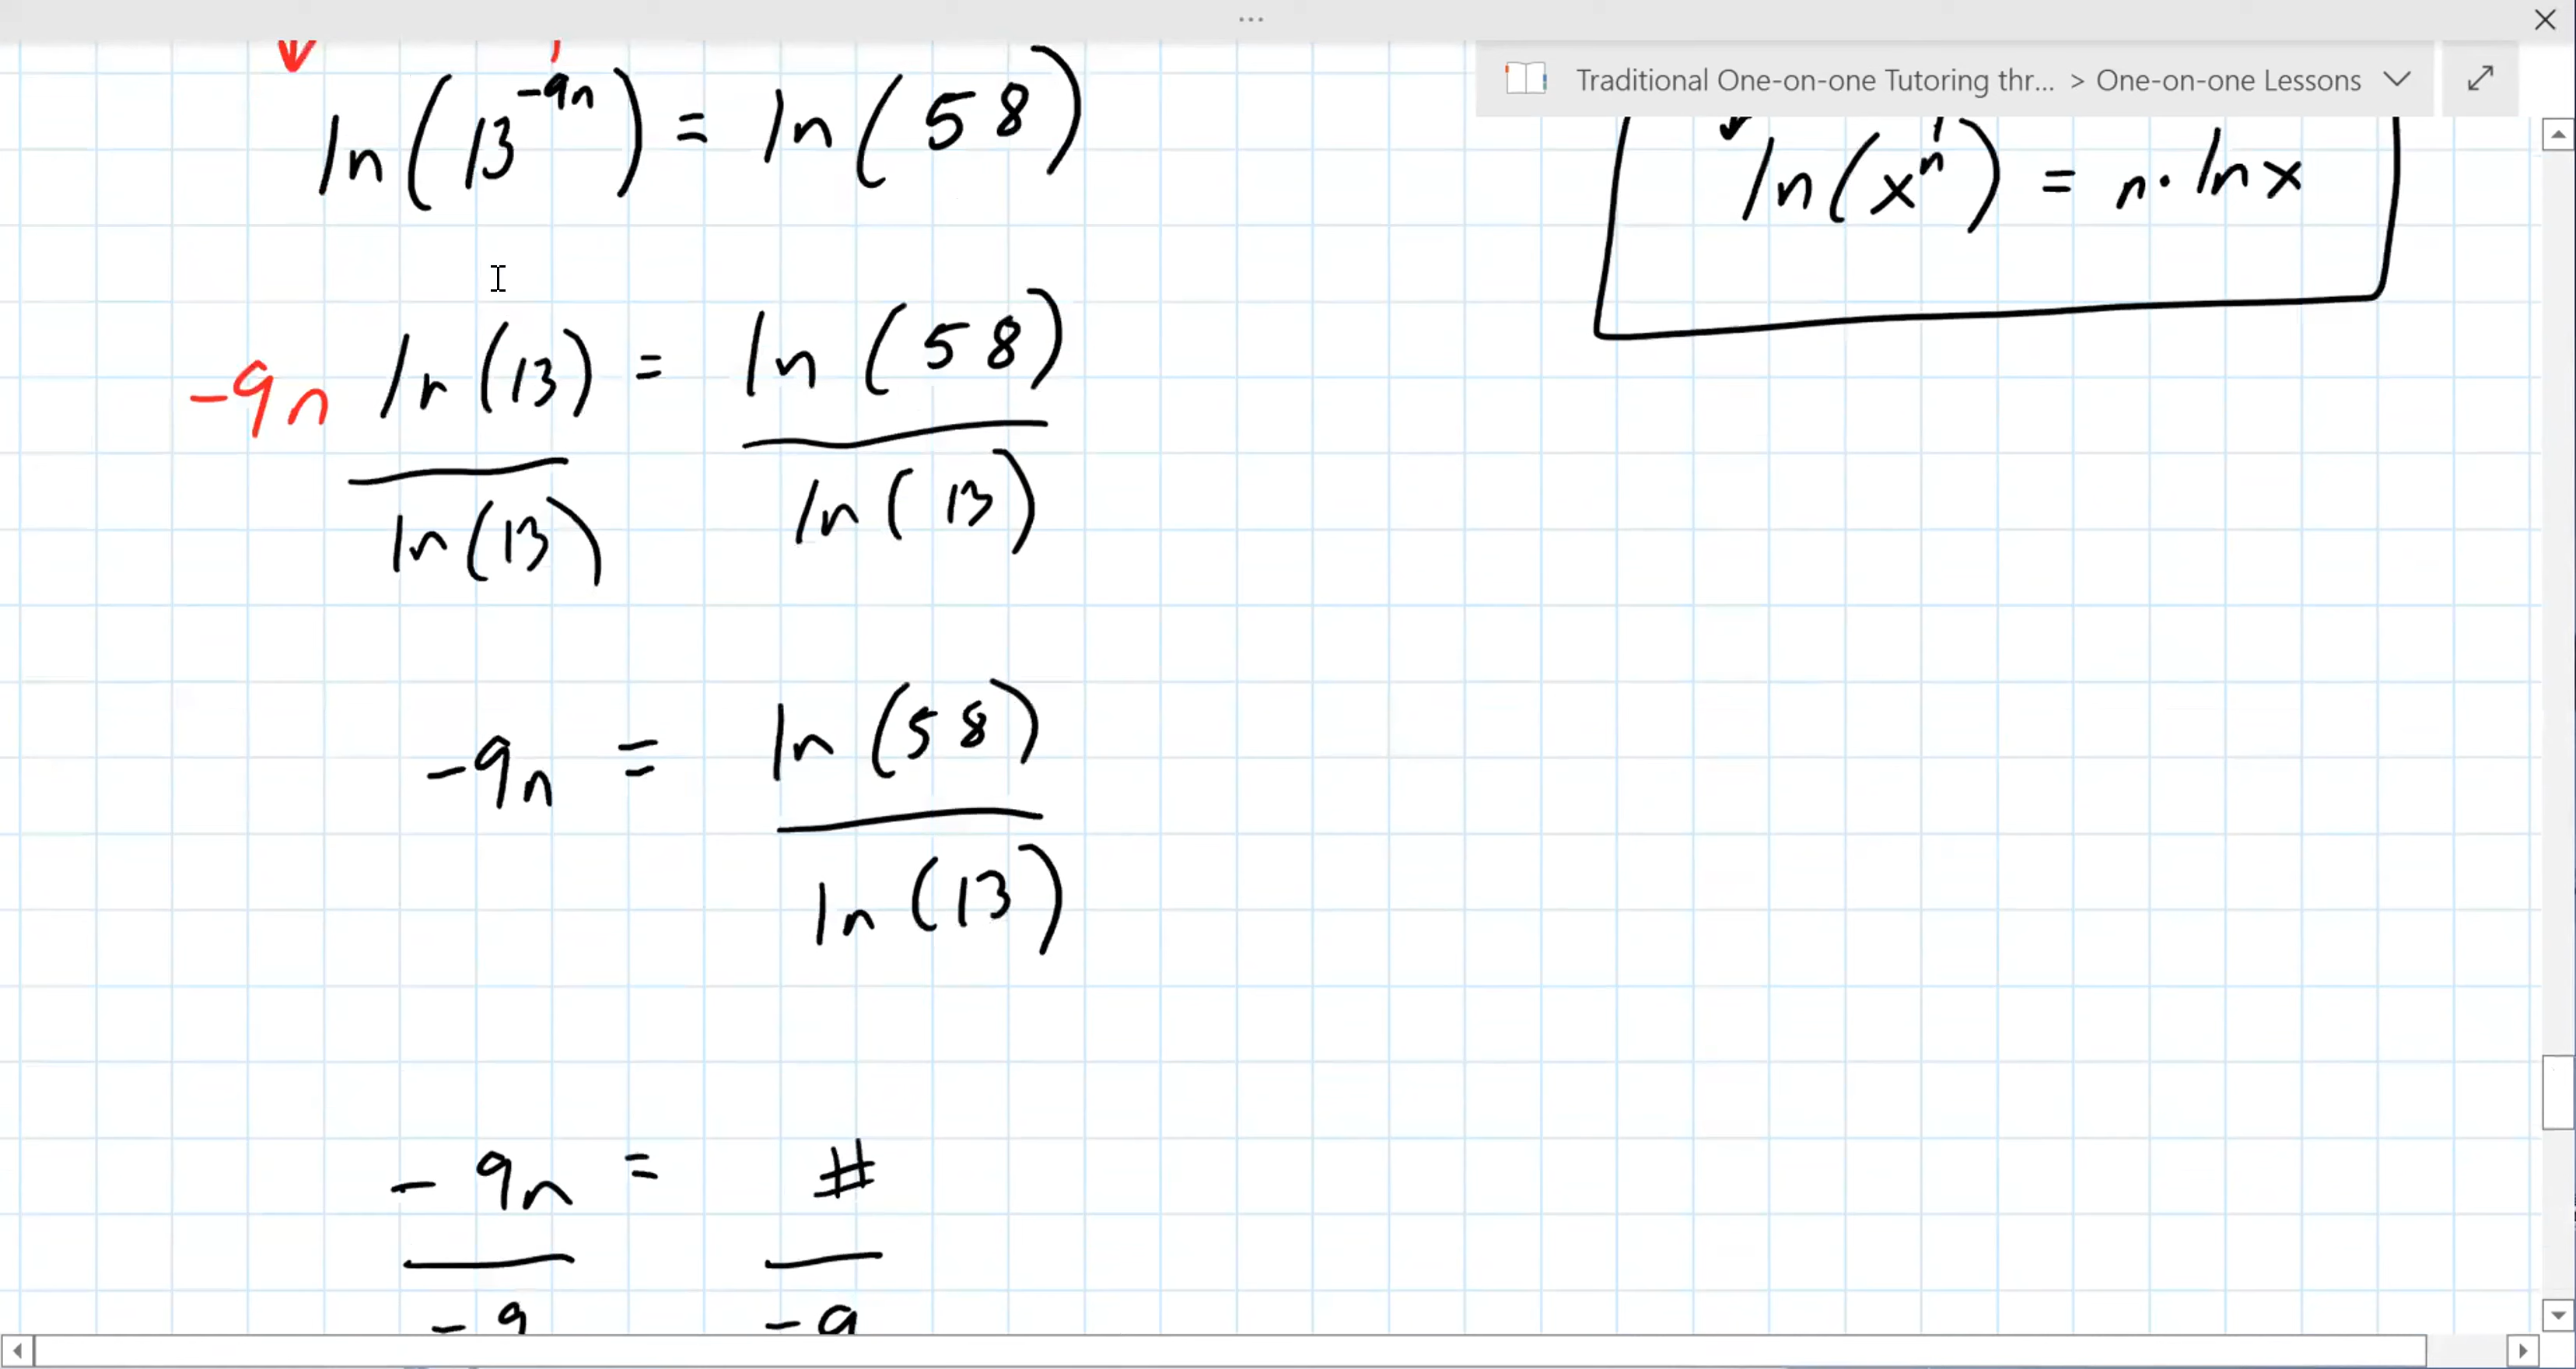 ...
Traditional One-on-one Tutoring thr... > One-on-one Lessons
ln(13^{-9n}) = ln(58)
ln(x^n) = n·ln x
-9n ln(13) = ln(58)
ln(13) ln(13)
-9n = ln(58)
ln(13)
-9n = #
-9 -9